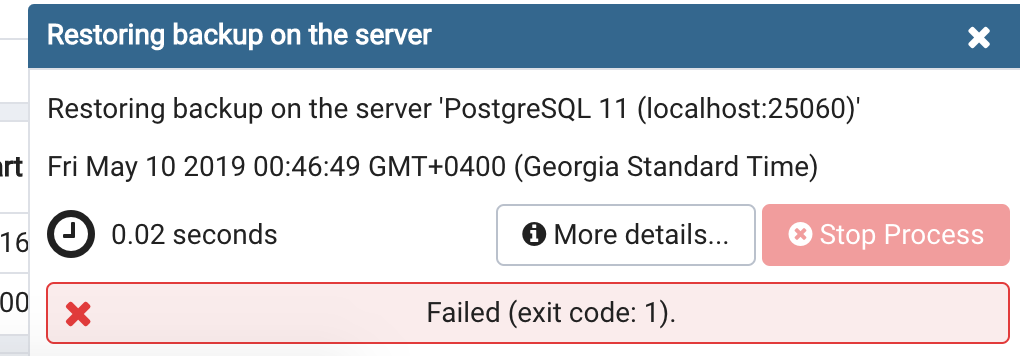 Restoring backup on the server
Restoring backup on the server 'PostgreSQL 11 (localhost:25060)'
art
Fri May 10 2019 00:46:49 GMT+0400 (Georgia Standard Time)
16
0.02 seconds
More details...
Stop Process
00
Failed (exit code: 1).